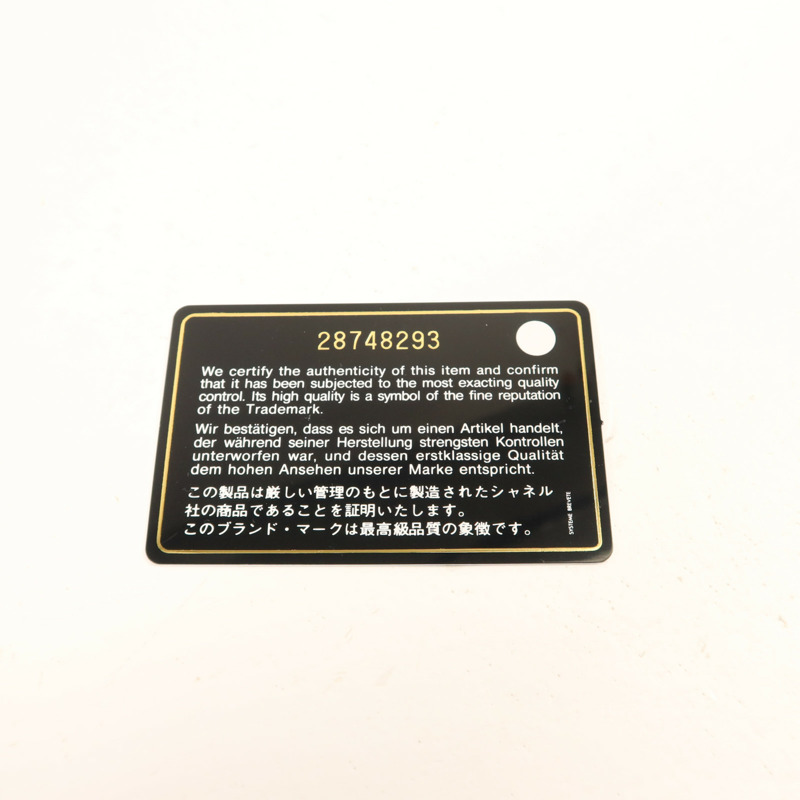 28748293
We certify the authenticity of this item and confirm
that it has been subjected to the most exacting quality
control. Its high quality is a symbol of the fine reputation
of the Trademark.
Wir bestätigen, dass es sich um einen Artikel handelt,
der während seiner Herstellung strengsten Kontrollen
unterworfen war, und dessen erstklassige Qualität
dem hohen Ansehen unserer Marke entspricht.
この製品は厳しい管理のもとに製造されたシャネル
社の商品であることを証明いたします。
このブランド・マークは最高級品質の象徴です。
SYSTEME BREVETE